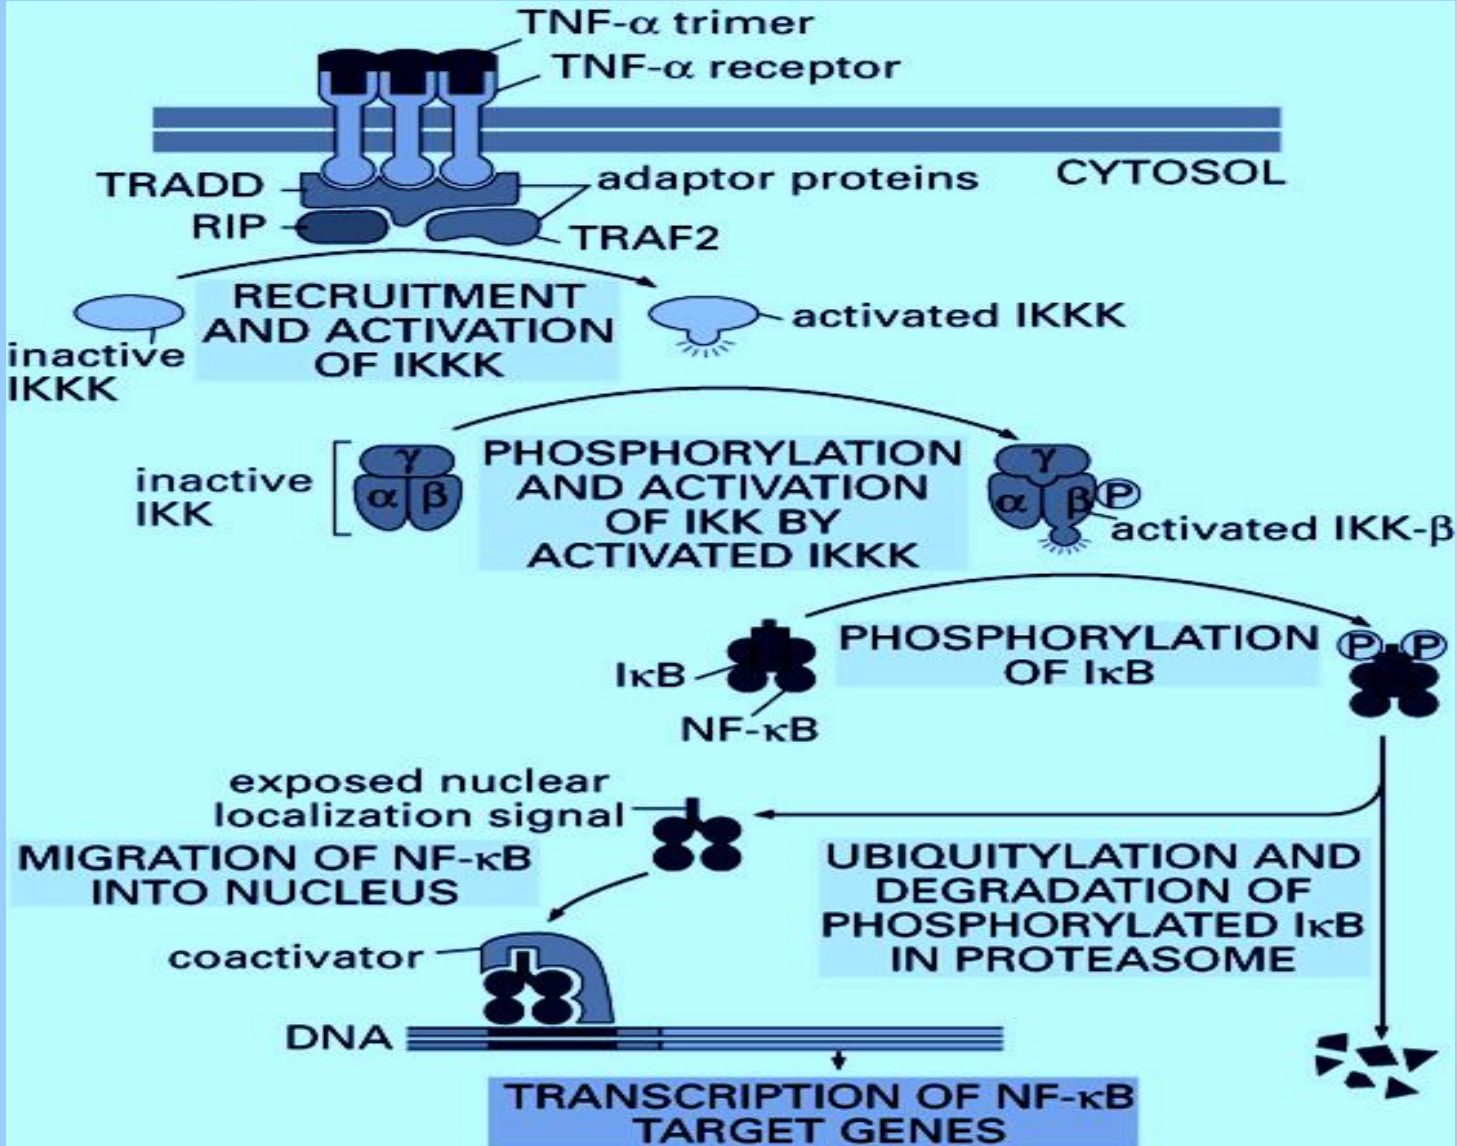 TNF-α trimer
TNF-α receptor
CYTOSOL
TRADD
adaptor proteins
RIP
TRAF2
RECRUITMENT
AND ACTIVATION
OF IKKK
inactive
IKKK
activated IKKK
inactive
IKK
γ
α β
PHOSPHORYLATION
AND ACTIVATION
OF IKK BY
ACTIVATED IKKK
γ
α β P
activated IKK-β
IκB
NF-κB
PHOSPHORYLATION
OF IκB
P P
exposed nuclear
localization signal
MIGRATION OF NF-κB
INTO NUCLEUS
UBIQUITYLATION AND
DEGRADATION OF
PHOSPHORYLATED IκB
IN PROTEASOME
coactivator
DNA
TRANSCRIPTION OF NF-κB
TARGET GENES